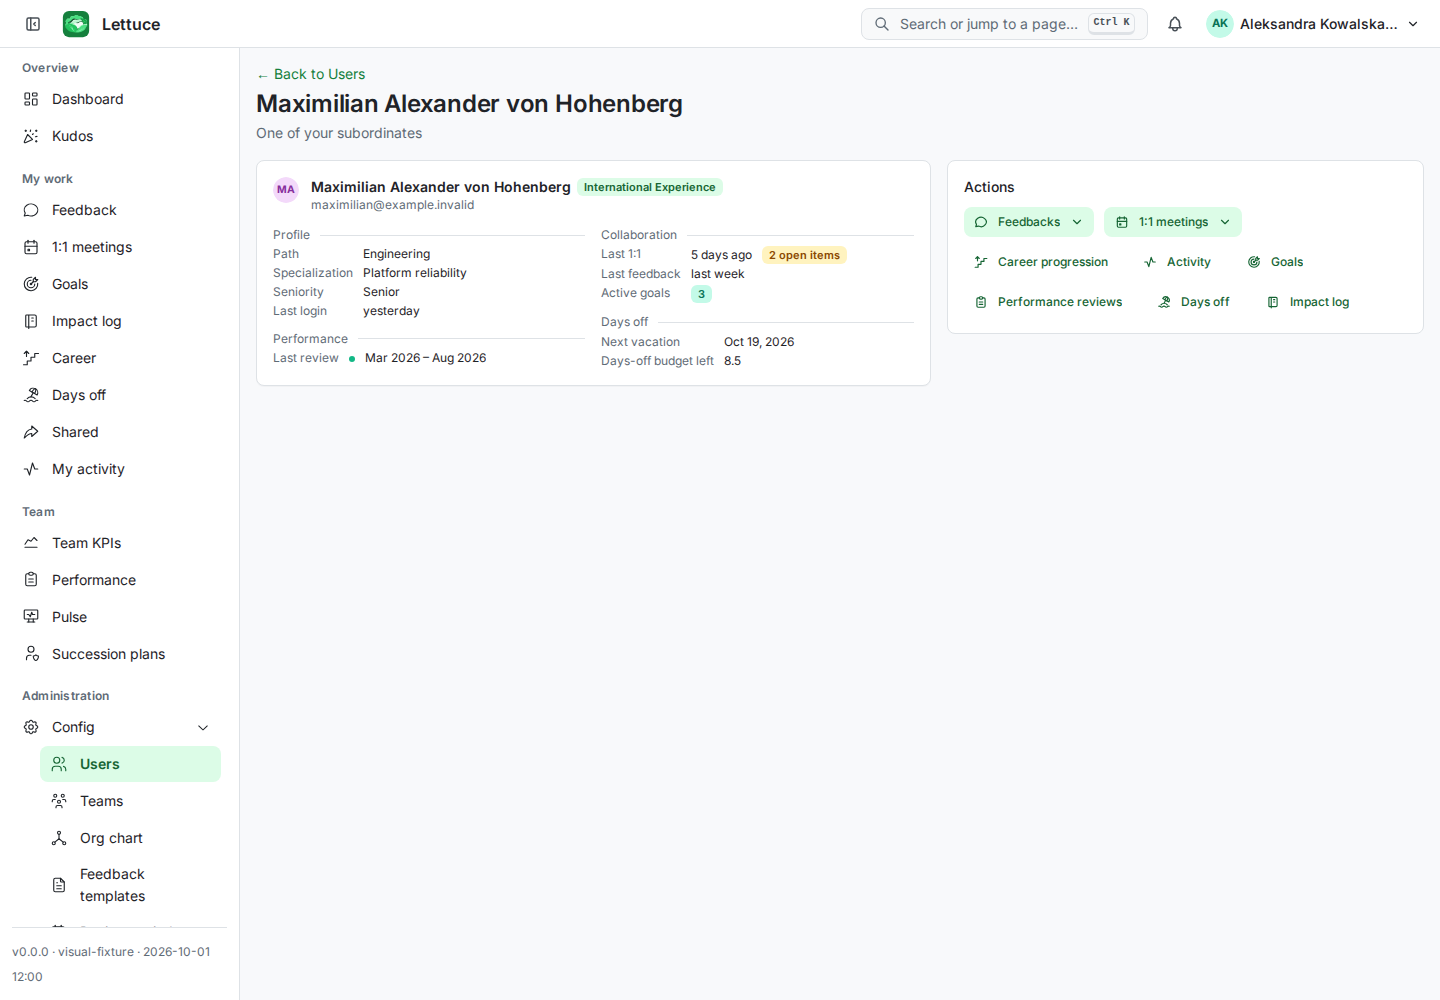 Lettuce
Search or jump to a page... Ctrl K
AK Aleksandra Kowalska...
Overview
Dashboard
Kudos
My work
Feedback
1:1 meetings
Goals
Impact log
Career
Days off
Shared
My activity
Team
Team KPIs
Performance
Pulse
Succession plans
Administration
Config
Users
Teams
Org chart
Feedback
templates
v0.0.0 · visual-fixture · 2026-10-01
12:00
← Back to Users
Maximilian Alexander von Hohenberg
One of your subordinates
MA Maximilian Alexander von Hohenberg International Experience
maximilian@example.invalid
Profile
Path Engineering
Specialization Platform reliability
Seniority Senior
Last login yesterday
Performance
Last review Mar 2026 – Aug 2026
Collaboration
Last 1:1 5 days ago 2 open items
Last feedback last week
Active goals 3
Days off
Next vacation Oct 19, 2026
Days-off budget left 8.5
Actions
Feedbacks 1:1 meetings
Career progression Activity Goals
Performance reviews Days off Impact log